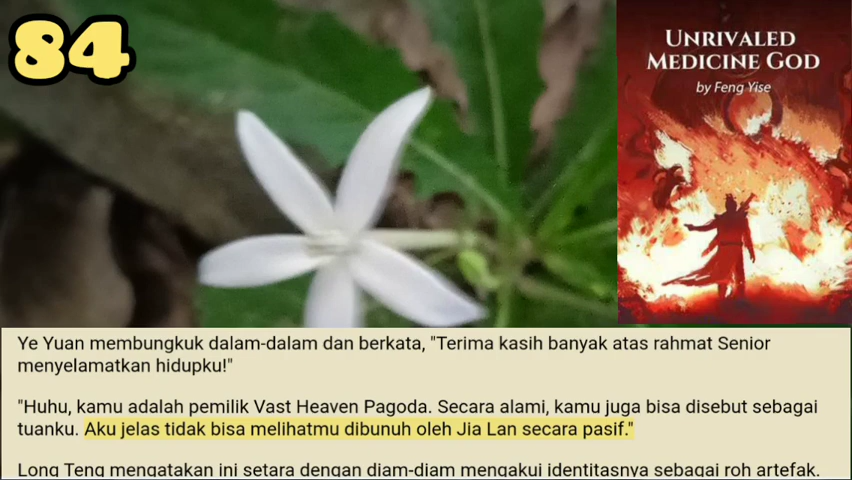 84
UNRIVALED
MEDICINE GOD
by Feng Yise
Ye Yuan membungkuk dalam-dalam dan berkata, "Terima kasih banyak atas rahmat Senior
menyelamatkan hidupku!"
"Huhu, kamu adalah pemilik Vast Heaven Pagoda. Secara alami, kamu juga bisa disebut sebagai
tuanku. Aku jelas tidak bisa melihatmu dibunuh oleh Jia Lan secara pasif."
Long Teng mengatakan ini setara dengan diam-diam mengakui identitasnya sebagai roh artefak.